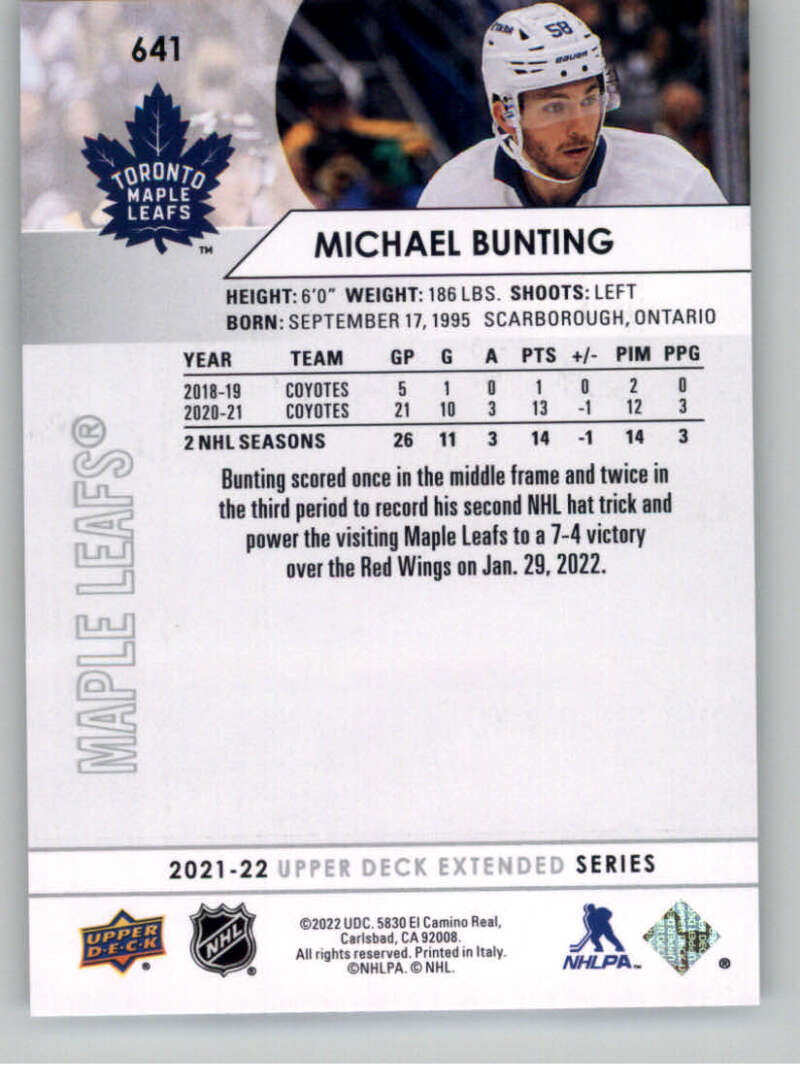 641
58
BAUER
TORONTO
MAPLE
LEAFS
™
MICHAEL BUNTING
HEIGHT: 6'0" WEIGHT: 186 LBS. SHOOTS: LEFT
BORN: SEPTEMBER 17, 1995 SCARBOROUGH, ONTARIO
YEAR TEAM GP G A PTS +/- PIM PPG
2018-19 COYOTES 5 1 0 1 0 2 0
2020-21 COYOTES 21 10 3 13 -1 12 3
2 NHL SEASONS 26 11 3 14 -1 14 3
Bunting scored once in the middle frame and twice in
the third period to record his second NHL hat trick and
power the visiting Maple Leafs to a 7-4 victory
over the Red Wings on Jan. 29, 2022.
MAPLE LEAFS®
2021-22 UPPER DECK EXTENDED SERIES
UPPER
D·E·C·K
®
NHL
®
©2022 UDC. 5830 El Camino Real,
Carlsbad, CA 92008.
All rights reserved. Printed in Italy.
©NHLPA. © NHL.
NHLPA™
®